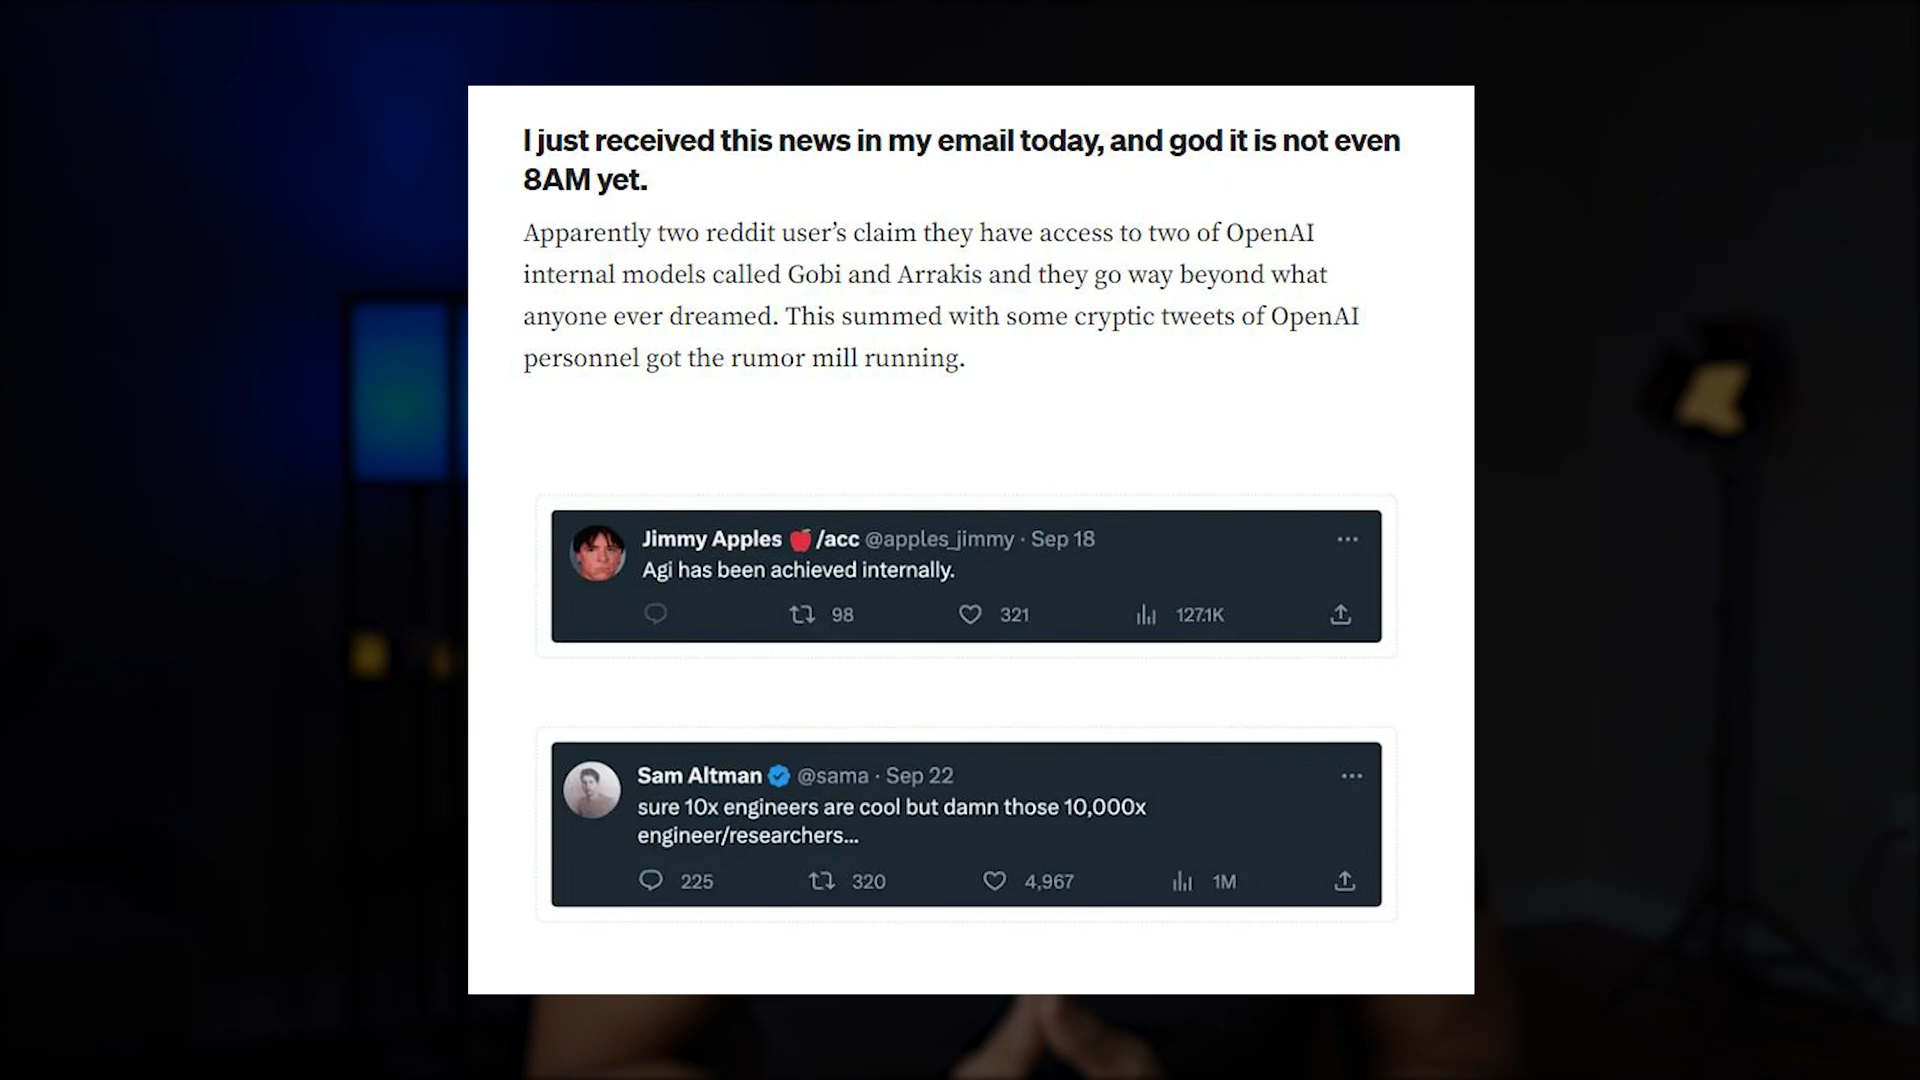 I just received this news in my email today, and god it is not even
8AM yet.
Apparently two reddit user’s claim they have access to two of OpenAI
internal models called Gobi and Arrakis and they go way beyond what
anyone ever dreamed. This summed with some cryptic tweets of OpenAI
personnel got the rumor mill running.
Jimmy Apples 🍎/acc @apples_jimmy · Sep 18
Agi has been achieved internally.
98 321 127.1K
Sam Altman @sama · Sep 22
sure 10x engineers are cool but damn those 10,000x
engineer/researchers...
225 320 4,967 1M